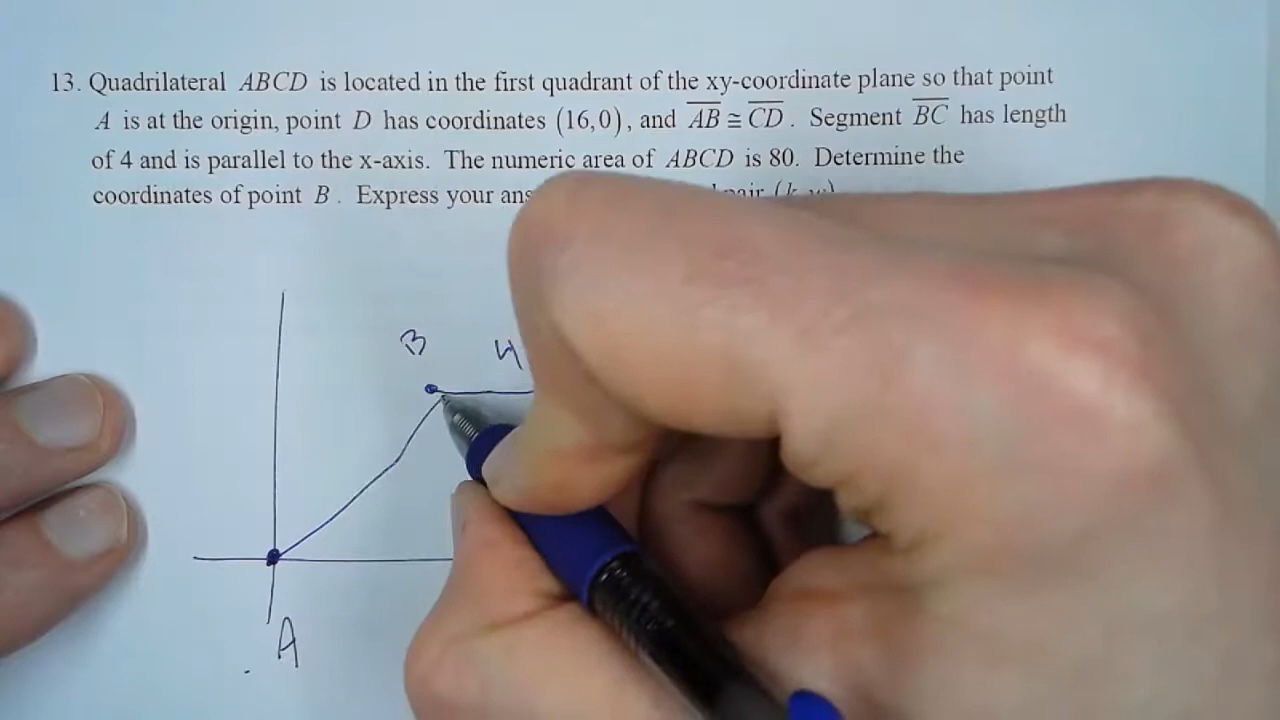 13. Quadrilateral ABCD is located in the first quadrant of the xy-coordinate plane so that point
A is at the origin, point D has coordinates (16,0), and AB ≅ CD. Segment BC has length
of 4 and is parallel to the x-axis. The numeric area of ABCD is 80. Determine the
coordinates of point B. Express your
B 4
A